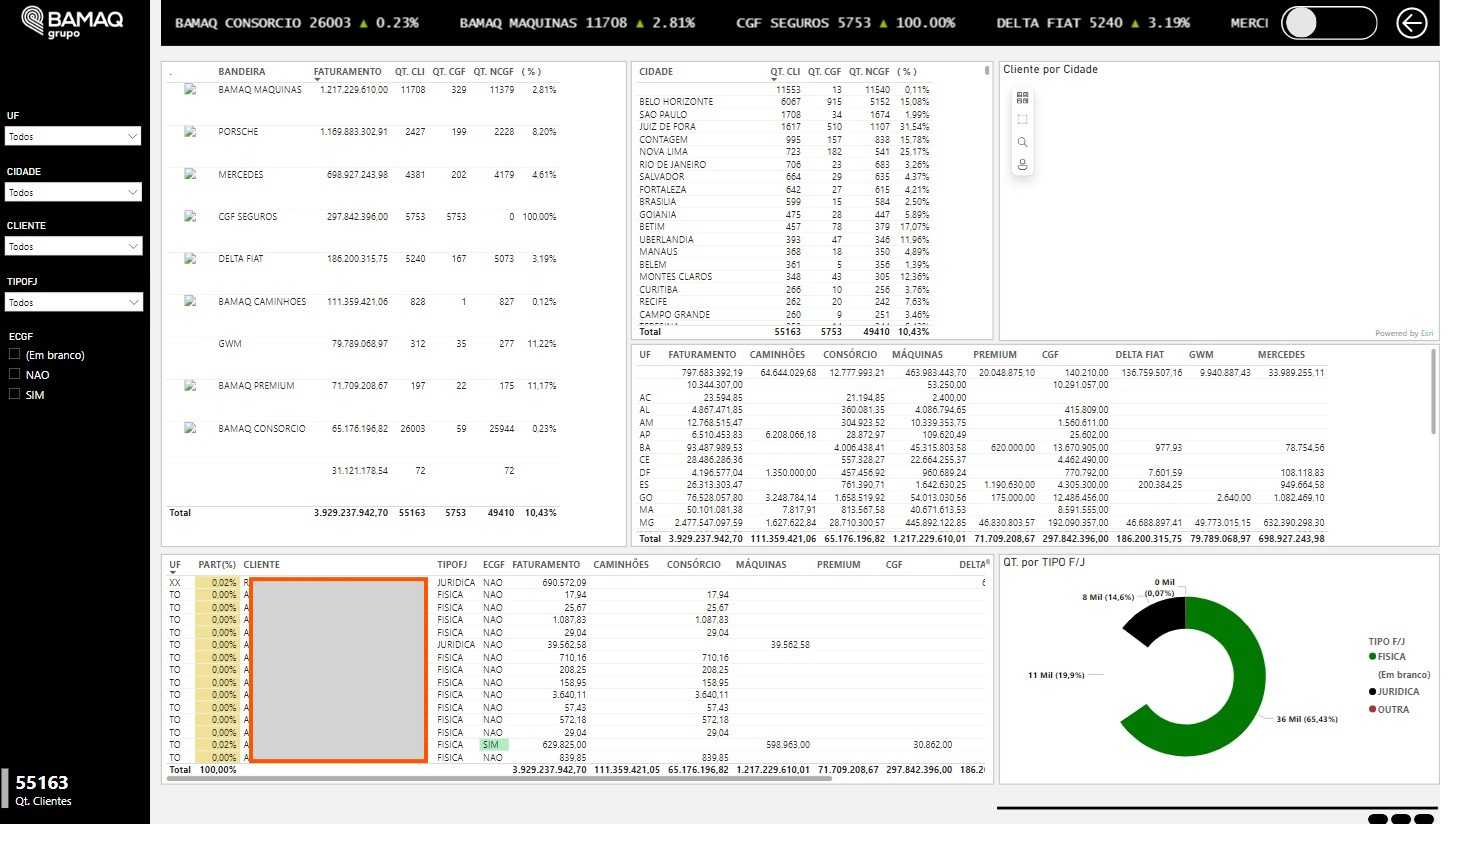 BAMAQ
grupo
BAMAQ CONSORCIO 26003 ▲ 0.23% BAMAQ MAQUINAS 11708 ▲ 2.81% CGF SEGUROS 5753 ▲ 100.00% DELTA FIAT 5240 ▲ 3.19% MERCI
UF
Todos
CIDADE
Todos
CLIENTE
Todos
TIPOFJ
Todos
ECGF
(Em branco)
NAO
SIM
55163
Qt. Clientes
. BANDEIRA FATURAMENTO QT. CLI QT. CGF QT. NCGF ( % )
BAMAQ MAQUINAS 1.217.229.610,00 11708 329 11379 2,81%
PORSCHE 1.169.883.302,91 2427 199 2228 8,20%
MERCEDES 698.927.243,98 4381 202 4179 4,61%
CGF SEGUROS 297.842.396,00 5753 5753 0 100,00%
DELTA FIAT 186.200.315,75 5240 167 5073 3,19%
BAMAQ CAMINHOES 111.359.421,06 828 1 827 0,12%
GWM 79.789.068,97 312 35 277 11,22%
BAMAQ PREMIUM 71.709.208,67 197 22 175 11,17%
BAMAQ CONSORCIO 65.176.196,82 26003 59 25944 0,23%
31.121.178,54 72 72
Total 3.929.237.942,70 55163 5753 49410 10,43%
CIDADE QT. CLI QT. CGF QT. NCGF ( % )
11553 13 11540 0,11%
BELO HORIZONTE 6067 915 5152 15,08%
SAO PAULO 1708 34 1674 1,99%
JUIZ DE FORA 1617 510 1107 31,54%
CONTAGEM 995 157 838 15,78%
NOVA LIMA 723 182 541 25,17%
RIO DE JANEIRO 706 23 683 3,26%
SALVADOR 664 29 635 4,37%
FORTALEZA 642 27 615 4,21%
BRASILIA 599 15 584 2,50%
GOIANIA 475 28 447 5,89%
BETIM 457 78 379 17,07%
UBERLANDIA 393 47 346 11,96%
MANAUS 368 18 350 4,89%
BELEM 361 5 356 1,39%
MONTES CLAROS 348 43 305 12,36%
CURITIBA 266 10 256 3,76%
RECIFE 262 20 242 7,63%
CAMPO GRANDE 260 9 251 3,46%
Total 55163 5753 49410 10,43%
Cliente por Cidade
Powered by Esri
UF FATURAMENTO CAMINHÕES CONSÓRCIO MÁQUINAS PREMIUM CGF DELTA FIAT GWM MERCEDES
797.683.392,19 64.644.029,68 12.777.993,21 463.983.443,70 20.048.875,10 140.210,00 136.759.507,16 9.940.887,43 33.989.255,11
10.344.307,00 53.250,00 10.291.057,00
AC 23.594,85 21.194,85 2.400,00
AL 4.867.471,85 360.081,35 4.086.794,65 415.809,00
AM 12.768.515,47 304.923,52 10.339.353,75 1.560.611,00
AP 6.510.453,83 6.208.066,18 28.872,97 109.620,49 25.602,00
BA 93.487.989,53 4.006.438,41 45.315.803,58 620.000,00 13.670.905,00 977,93 78.754,56
CE 28.486.286,36 557.328,27 22.664.255,37 4.462.490,00
DF 4.196.577,04 1.350.000,00 457.456,92 960.689,24 770.792,00 7.601,59 108.118,83
ES 26.313.303,47 761.390,71 1.642.630,25 1.190.630,00 4.305.300,00 200.384,25 949.664,58
GO 76.528.057,80 3.248.784,14 1.658.519,92 54.013.030,56 175.000,00 12.486.456,00 2.640,00 1.082.469,10
MA 50.101.081,38 7.817,91 813.567,58 40.671.613,53 8.591.555,00
MG 2.477.547.097,59 1.627.622,84 28.710.300,57 445.892.122,85 46.830.803,57 192.090.357,00 46.688.897,41 49.773.015,15 632.390.298,30
Total 3.929.237.942,70 111.359.421,06 65.176.196,82 1.217.229.610,01 71.709.208,67 297.842.396,00 186.200.315,75 79.789.068,97 698.927.243,98
UF PART(%) CLIENTE TIPOFJ ECGF FATURAMENTO CAMINHÕES CONSÓRCIO MÁQUINAS PREMIUM CGF DELTA
XX 0,02% R JURIDICA NAO 690.572,09 6
TO 0,00% A FISICA NAO 17,94 17,94
TO 0,00% A FISICA NAO 25,67 25,67
TO 0,00% A FISICA NAO 1.087,83 1.087,83
TO 0,00% A FISICA NAO 29,04 29,04
TO 0,00% A JURIDICA NAO 39.562,58 39.562,58
TO 0,00% A FISICA NAO 710,16 710,16
TO 0,00% A FISICA NAO 208,25 208,25
TO 0,00% A FISICA NAO 158,95 158,95
TO 0,00% A FISICA NAO 3.640,11 3.640,11
TO 0,00% A FISICA NAO 57,43 57,43
TO 0,00% A FISICA NAO 572,18 572,18
TO 0,00% A FISICA NAO 29,04 29,04
TO 0,02% A FISICA SIM 629.825,00 598.963,00 30.862,00
TO 0,00% A FISICA NAO 839,85 839,85
Total 100,00% 3.929.237.942,70 111.359.421,05 65.176.196,82 1.217.229.610,01 71.709.208,67 297.842.396,00 186.20
QT. por TIPO F/J
0 Mil
(0,07%)
8 Mil (14,6%)
11 Mil (19,9%)
36 Mil (65,43%)
TIPO F/J
FISICA
(Em branco)
JURIDICA
OUTRA